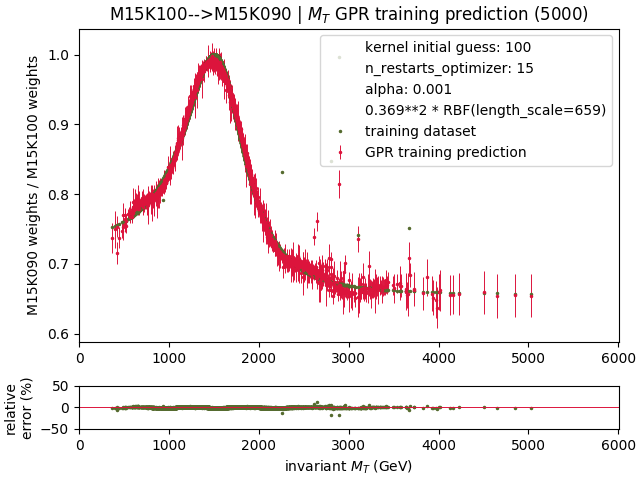 M15K100-->M15K090 | M_T GPR training prediction (5000)
M15K090 weights / M15K100 weights
1.0
0.9
0.8
0.7
0.6
kernel initial guess: 100
n_restarts_optimizer: 15
alpha: 0.001
0.369**2 * RBF(length_scale=659)
training dataset
GPR training prediction
0 1000 2000 3000 4000 5000 6000
relative
error (%)
50
0
−50
0 1000 2000 3000 4000 5000 6000
invariant M_T (GeV)